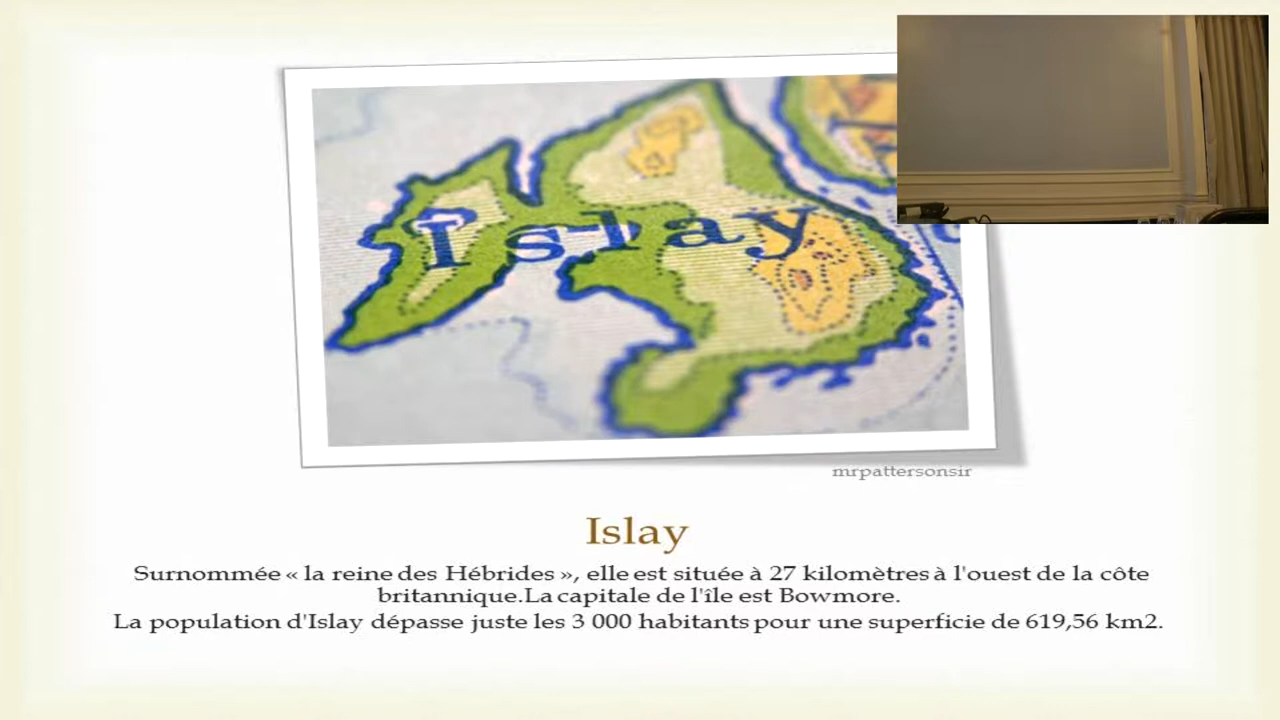 Islay
mrpattersonsir
Islay
Surnommée « la reine des Hébrides », elle est située à 27 kilomètres à l'ouest de la côte
britannique.La capitale de l'île est Bowmore.
La population d'Islay dépasse juste les 3 000 habitants pour une superficie de 619,56 km2.